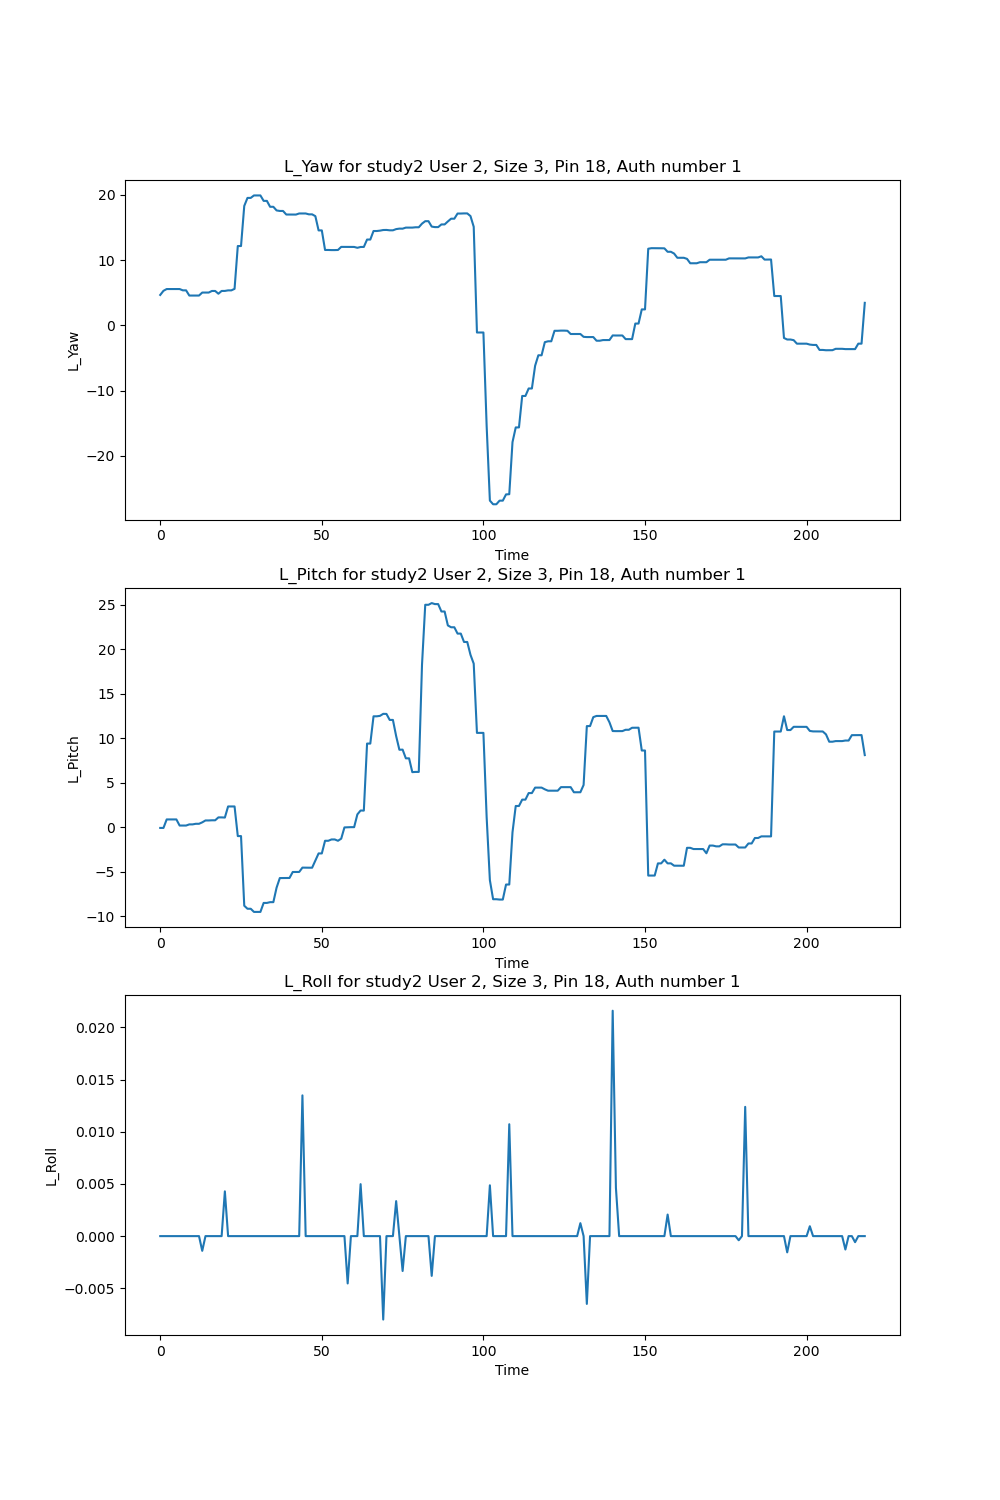 L_Yaw for study2 User 2, Size 3, Pin 18, Auth number 1
20
10
0
−10
−20
L_Yaw
0 50 100 150 200
Time
L_Pitch for study2 User 2, Size 3, Pin 18, Auth number 1
25
20
15
10
5
0
−5
−10
L_Pitch
0 50 100 150 200
Time
L_Roll for study2 User 2, Size 3, Pin 18, Auth number 1
0.020
0.015
0.010
0.005
0.000
−0.005
L_Roll
0 50 100 150 200
Time